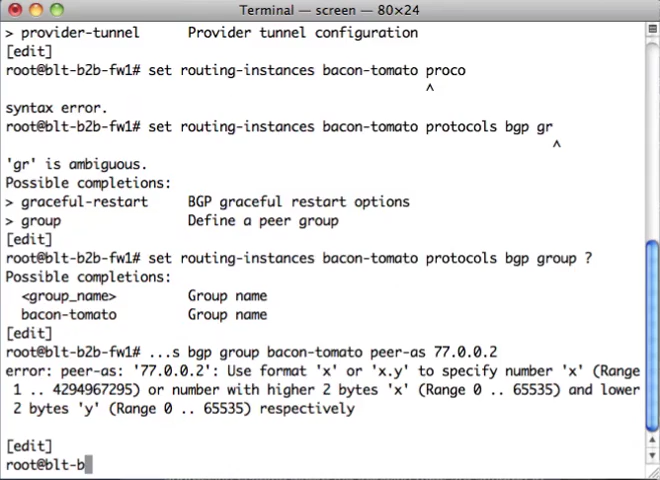 Terminal — screen — 80×24
> provider-tunnel      Provider tunnel configuration
[edit]
root@blt-b2b-fw1# set routing-instances bacon-tomato proco
^
syntax error.
root@blt-b2b-fw1# set routing-instances bacon-tomato protocols bgp gr
^
'gr' is ambiguous.
Possible completions:
> graceful-restart     BGP graceful restart options
> group                Define a peer group
[edit]
root@blt-b2b-fw1# set routing-instances bacon-tomato protocols bgp group ?
Possible completions:
<group_name>         Group name
bacon-tomato         Group name
[edit]
root@blt-b2b-fw1# ...s bgp group bacon-tomato peer-as 77.0.0.2
error: peer-as: '77.0.0.2': Use format 'x' or 'x.y' to specify number 'x' (Range
1 .. 4294967295) or number with higher 2 bytes 'x' (Range 0 .. 65535) and lower
2 bytes 'y' (Range 0 .. 65535) respectively
[edit]
root@blt-b